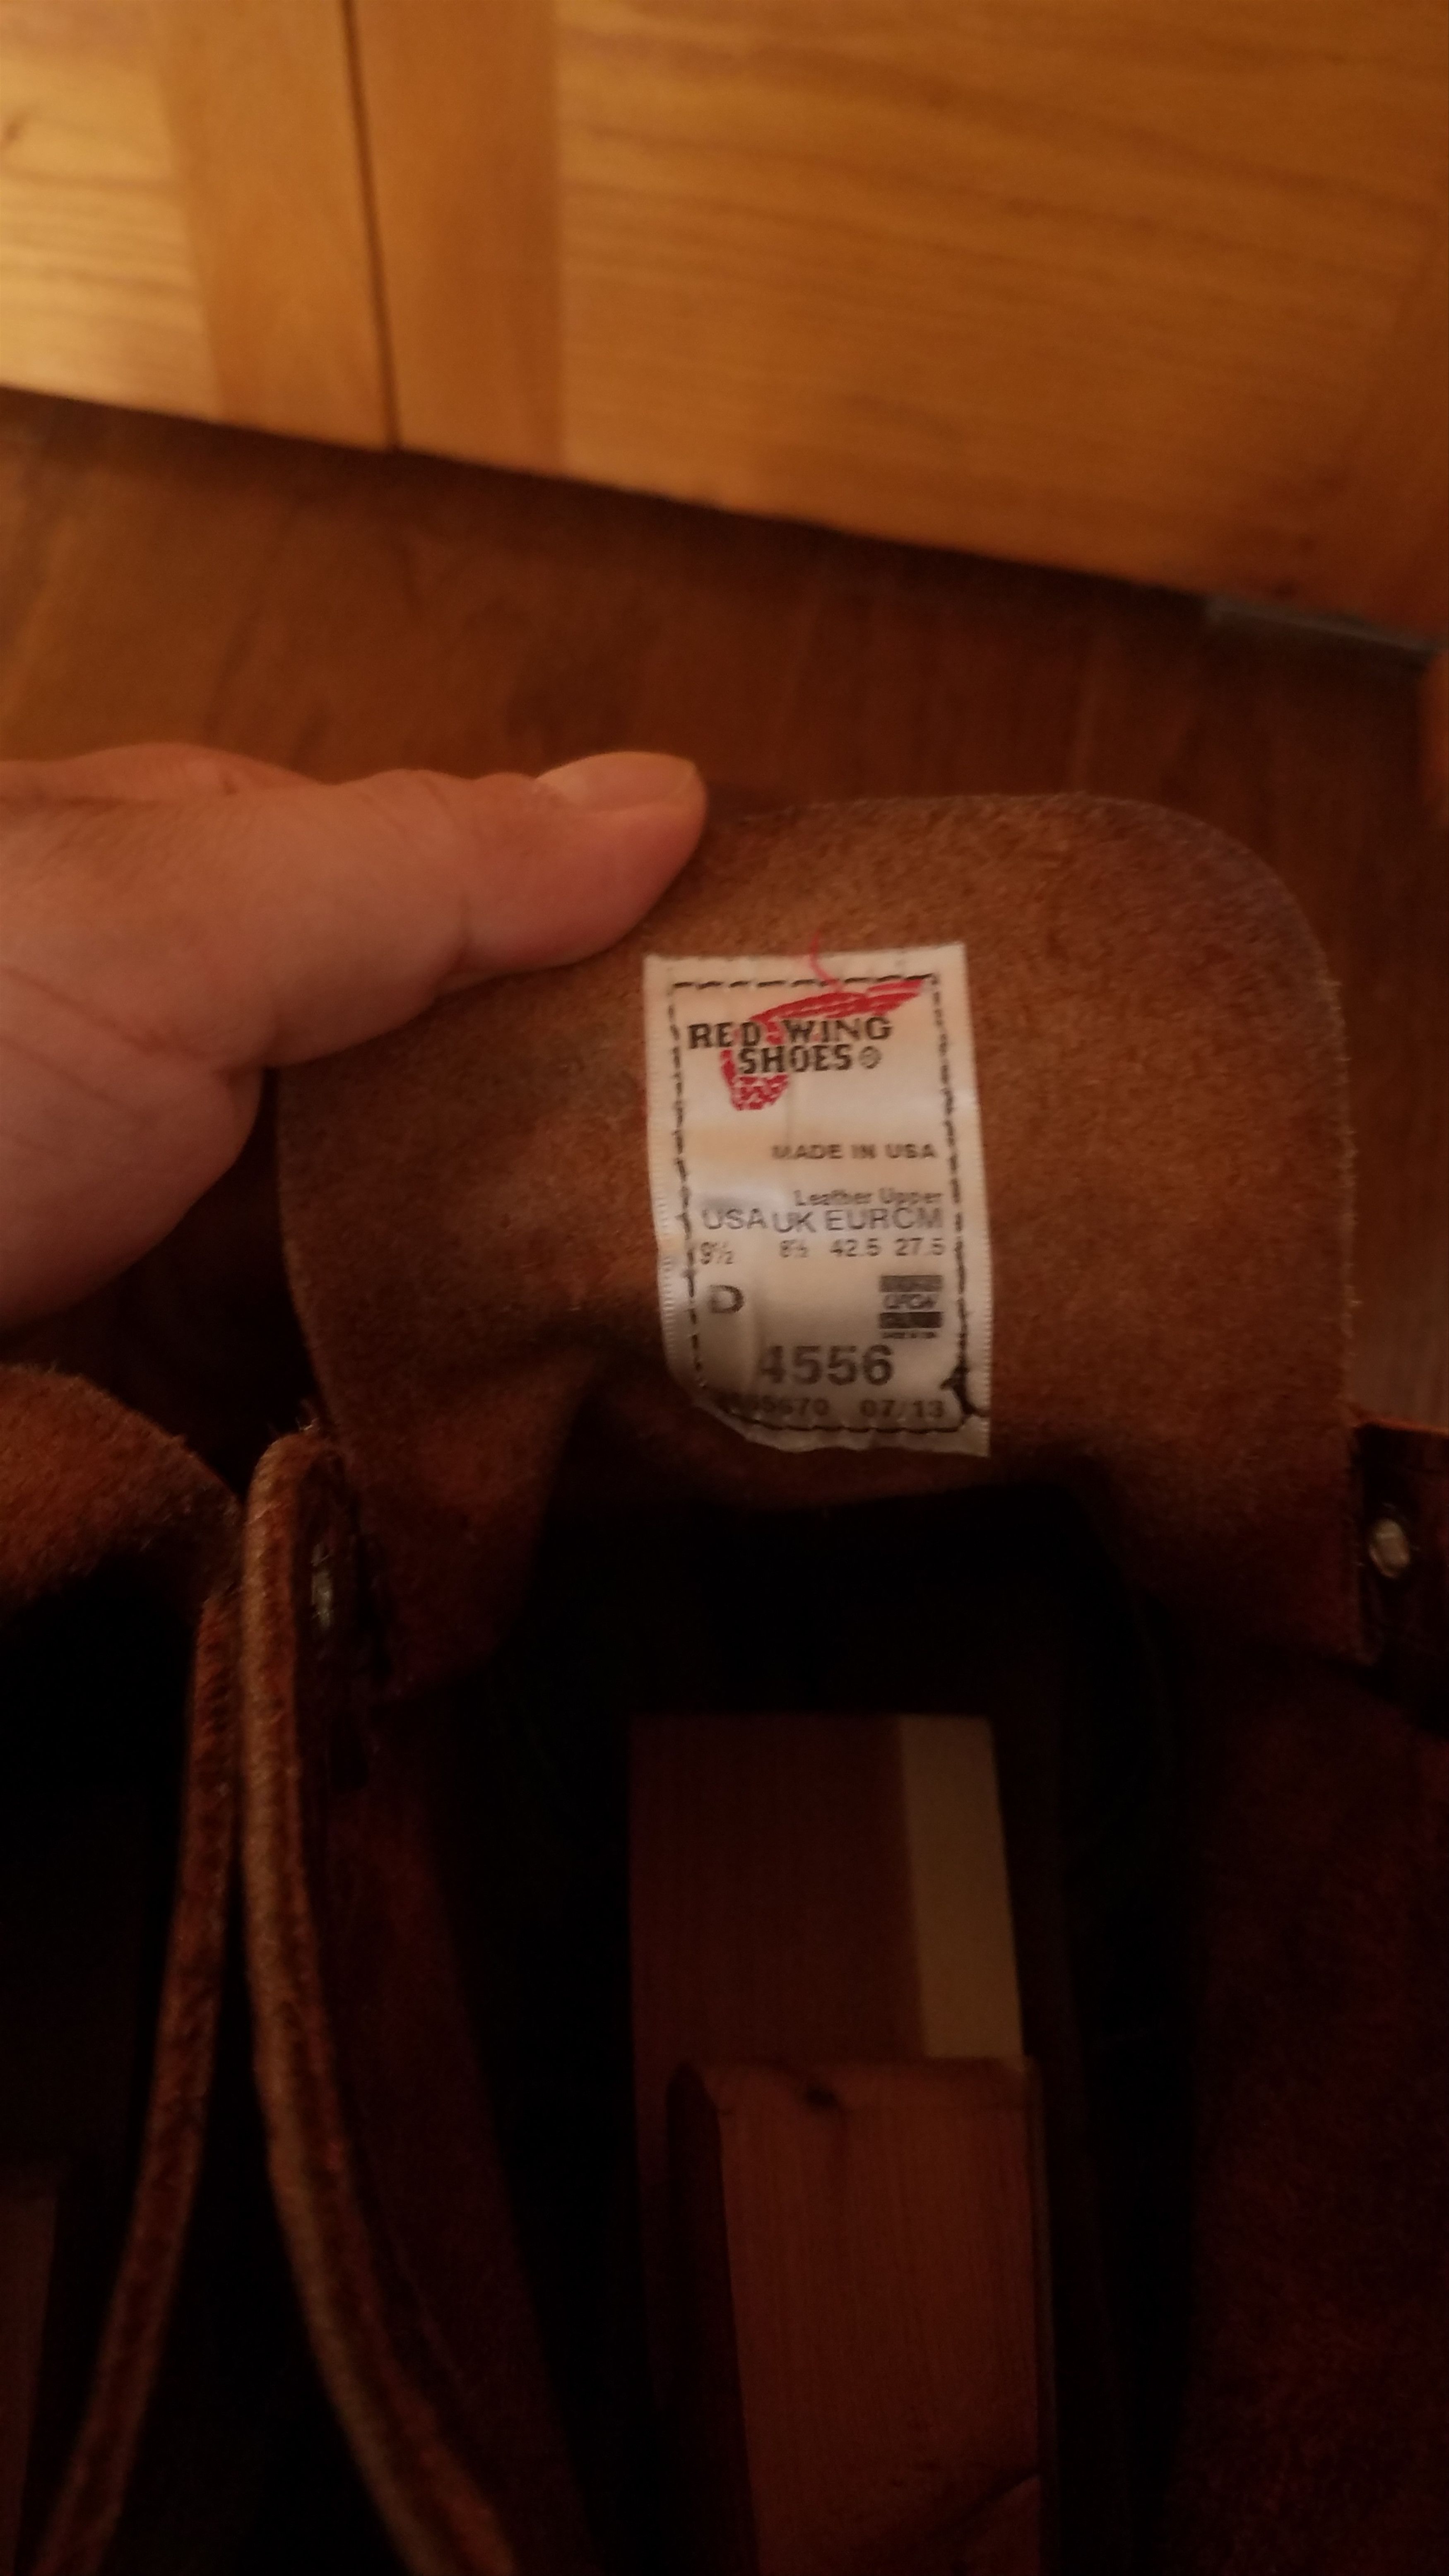 RED WING
SHOES®
MADE IN USA
Leather Upper
USA UK EUR CM
9½ 8½ 42.5 27.5
D
4556
07/13